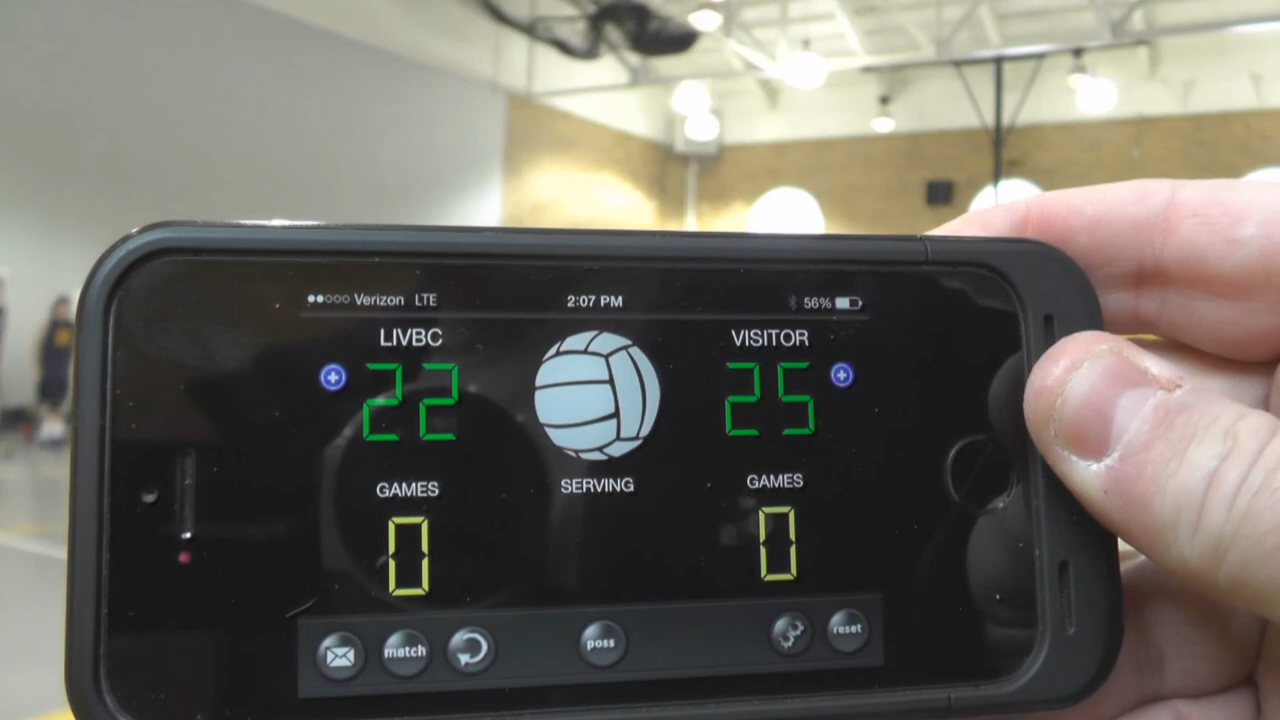 Verizon LTE 2:07 PM 56%
LIVBC VISITOR
22 25
GAMES SERVING GAMES
0 0
match poss reset